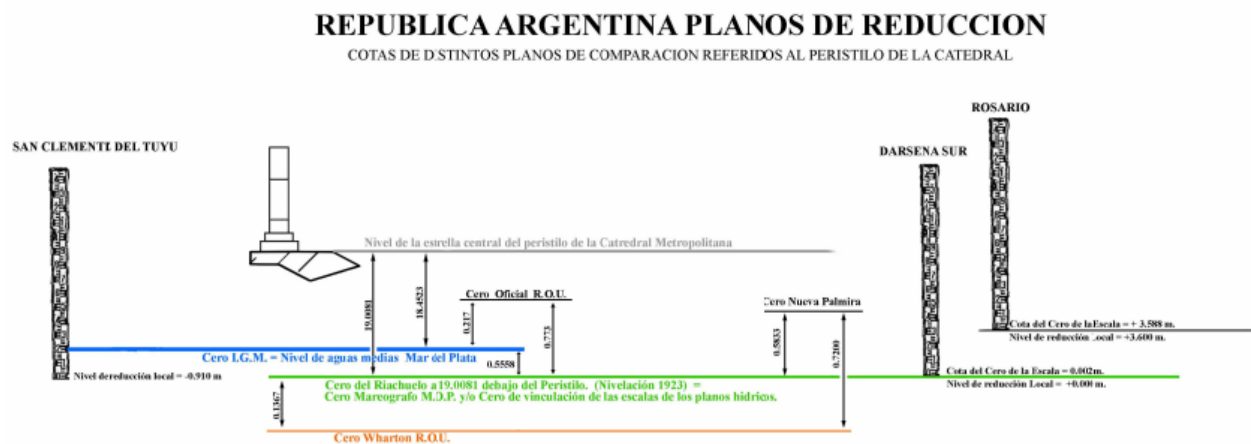 REPUBLICA ARGENTINA PLANOS DE REDUCCION
COTAS DE DISTINTOS PLANOS DE COMPARACION REFERIDOS AL PERISTILO DE LA CATEDRAL
ROSARIO
SAN CLEMENTE DEL TUYU
DARSENA SUR
Nivel de la estrella central del peristilo de la Catredral Metropolitana
Cero Oficial R.O.U.
Cero Nueva Palmira
19.0081
18.4523
0.217
0.773
0.5833
0.7200
Cota del Cero de la Escala = + 3.588 m.
Nivel de reducción Local = +3.600 m.
Cero I.G.M. = Nivel de aguas medias Mar del Plata
0.5558
Nivel de reducción local = -0.910 m
Cota del Cero de la Escala = 0.002m.
Nivel de reducción Local = +0.000 m.
Cero del Riachuelo a 19.0081 debajo del Peristilo. (Nivelación 1923) =
Cero Mareografo M.D.P. y/o Cero de vinculación de las escalas de los planos hídricos.
0.1367
Cero Wharton R.O.U.